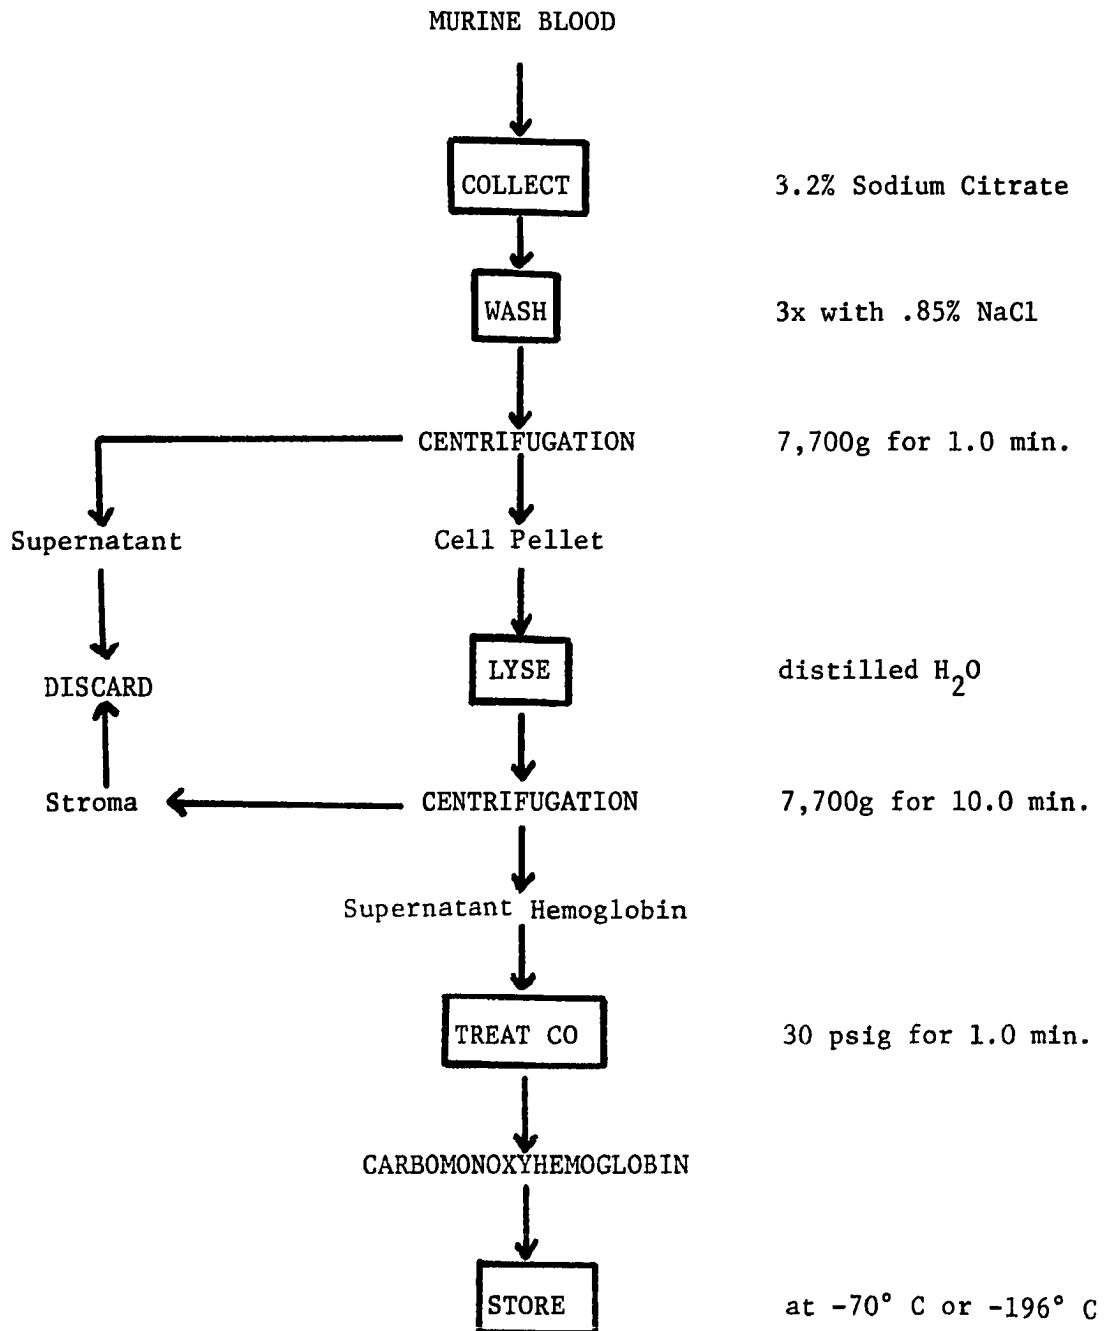 MURINE BLOOD
COLLECT 3.2% Sodium Citrate
WASH 3x with .85% NaCl
CENTRIFUGATION 7,700g for 1.0 min.
Supernatant Cell Pellet
LYSE distilled H₂O
DISCARD
Stroma CENTRIFUGATION 7,700g for 10.0 min.
Supernatant Hemoglobin
TREAT CO 30 psig for 1.0 min.
CARBOMONOXYHEMOGLOBIN
STORE at -70° C or -196° C